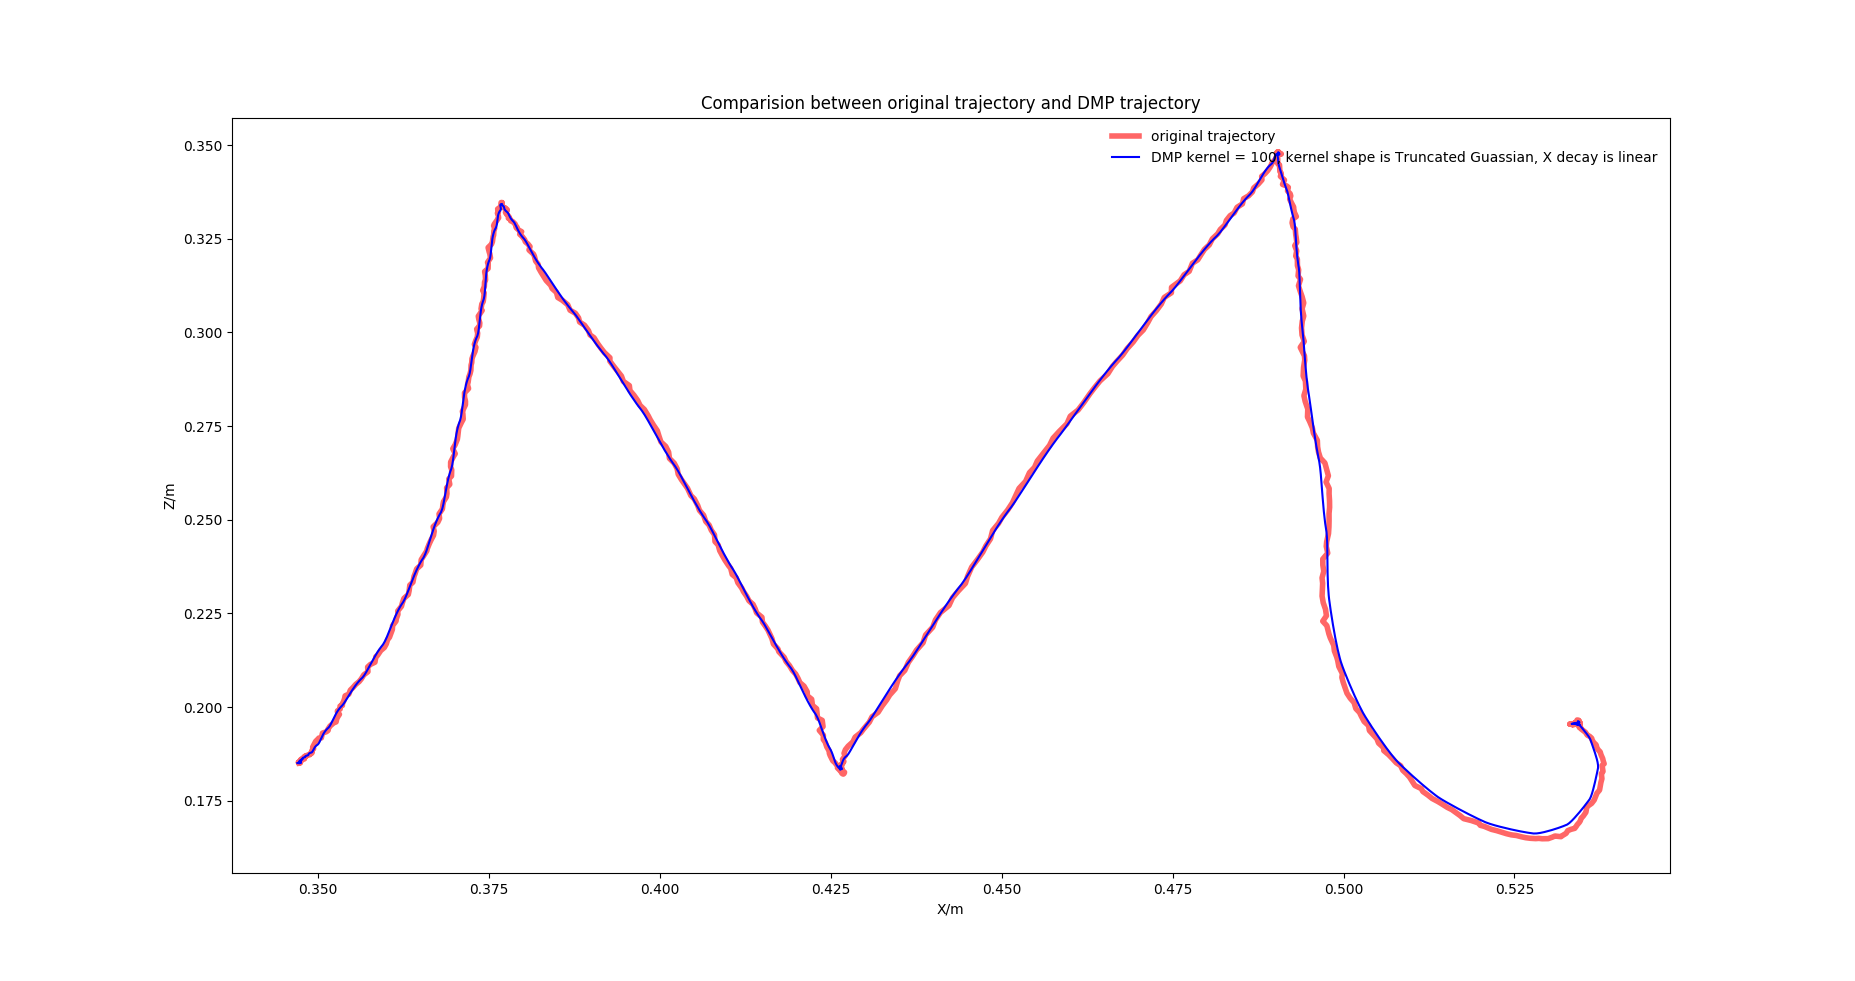 Comparision between original trajectory and DMP trajectory
original trajectory
DMP kernel = 100, kernel shape is Truncated Guassian, X decay is linear
0.350
0.325
0.300
0.275
0.250
0.225
0.200
0.175
Z/m
0.350 0.375 0.400 0.425 0.450 0.475 0.500 0.525
X/m